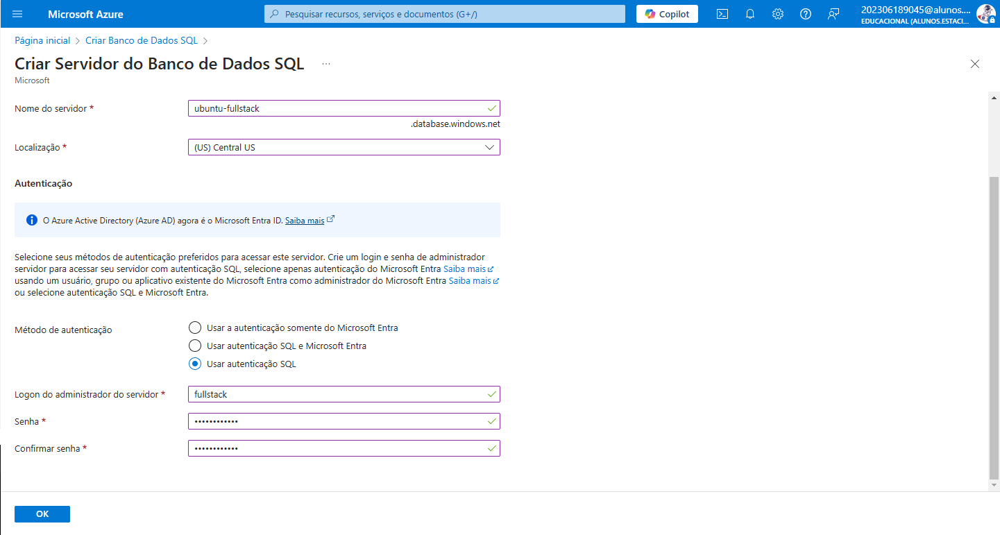 Microsoft Azure
Pesquisar recursos, serviços e documentos (G+/)
Copilot
202306189045@alunos....
EDUCACIONAL (ALUNOS.ESTACI...
Página inicial > Criar Banco de Dados SQL >
Criar Servidor do Banco de Dados SQL ...
Microsoft
Nome do servidor *
ubuntu-fullstack
.database.windows.net
Localização *
(US) Central US
Autenticação
O Azure Active Directory (Azure AD) agora é o Microsoft Entra ID. Saiba mais
Selecione seus métodos de autenticação preferidos para acessar este servidor. Crie um login e senha de administrador
servidor para acessar seu servidor com autenticação SQL, selecione apenas autenticação do Microsoft Entra Saiba mais
usando um usuário, grupo ou aplicativo existente do Microsoft Entra como administrador do Microsoft Entra Saiba mais
ou selecione autenticação SQL e Microsoft Entra.
Método de autenticação
Usar a autenticação somente do Microsoft Entra
Usar autenticação SQL e Microsoft Entra
Usar autenticação SQL
Logon do administrador do servidor *
fullstack
Senha *
••••••••••••
Confirmar senha *
••••••••••••
OK